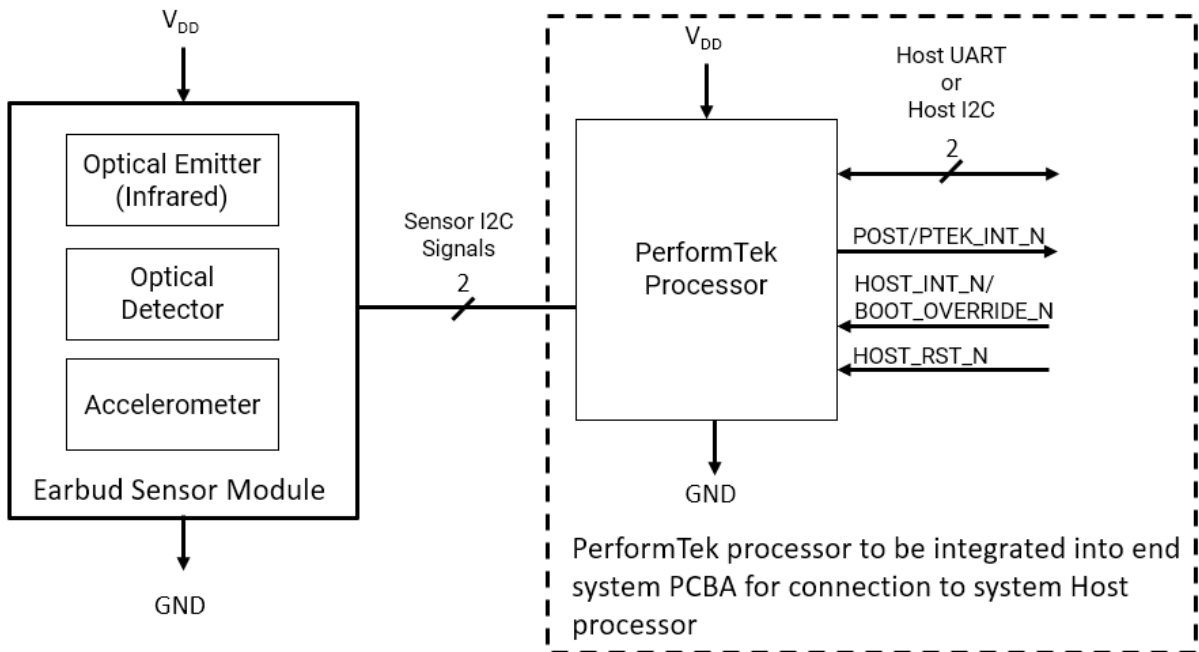 V_DD
Optical Emitter
(Infrared)
Optical
Detector
Accelerometer
Earbud Sensor Module
GND
Sensor I2C
Signals
2
V_DD
PerformTek
Processor
GND
Host UART
or
Host I2C
2
POST/PTEK_INT_N
HOST_INT_N/
BOOT_OVERRIDE_N
HOST_RST_N
PerformTek processor to be integrated into end
system PCBA for connection to system Host
processor